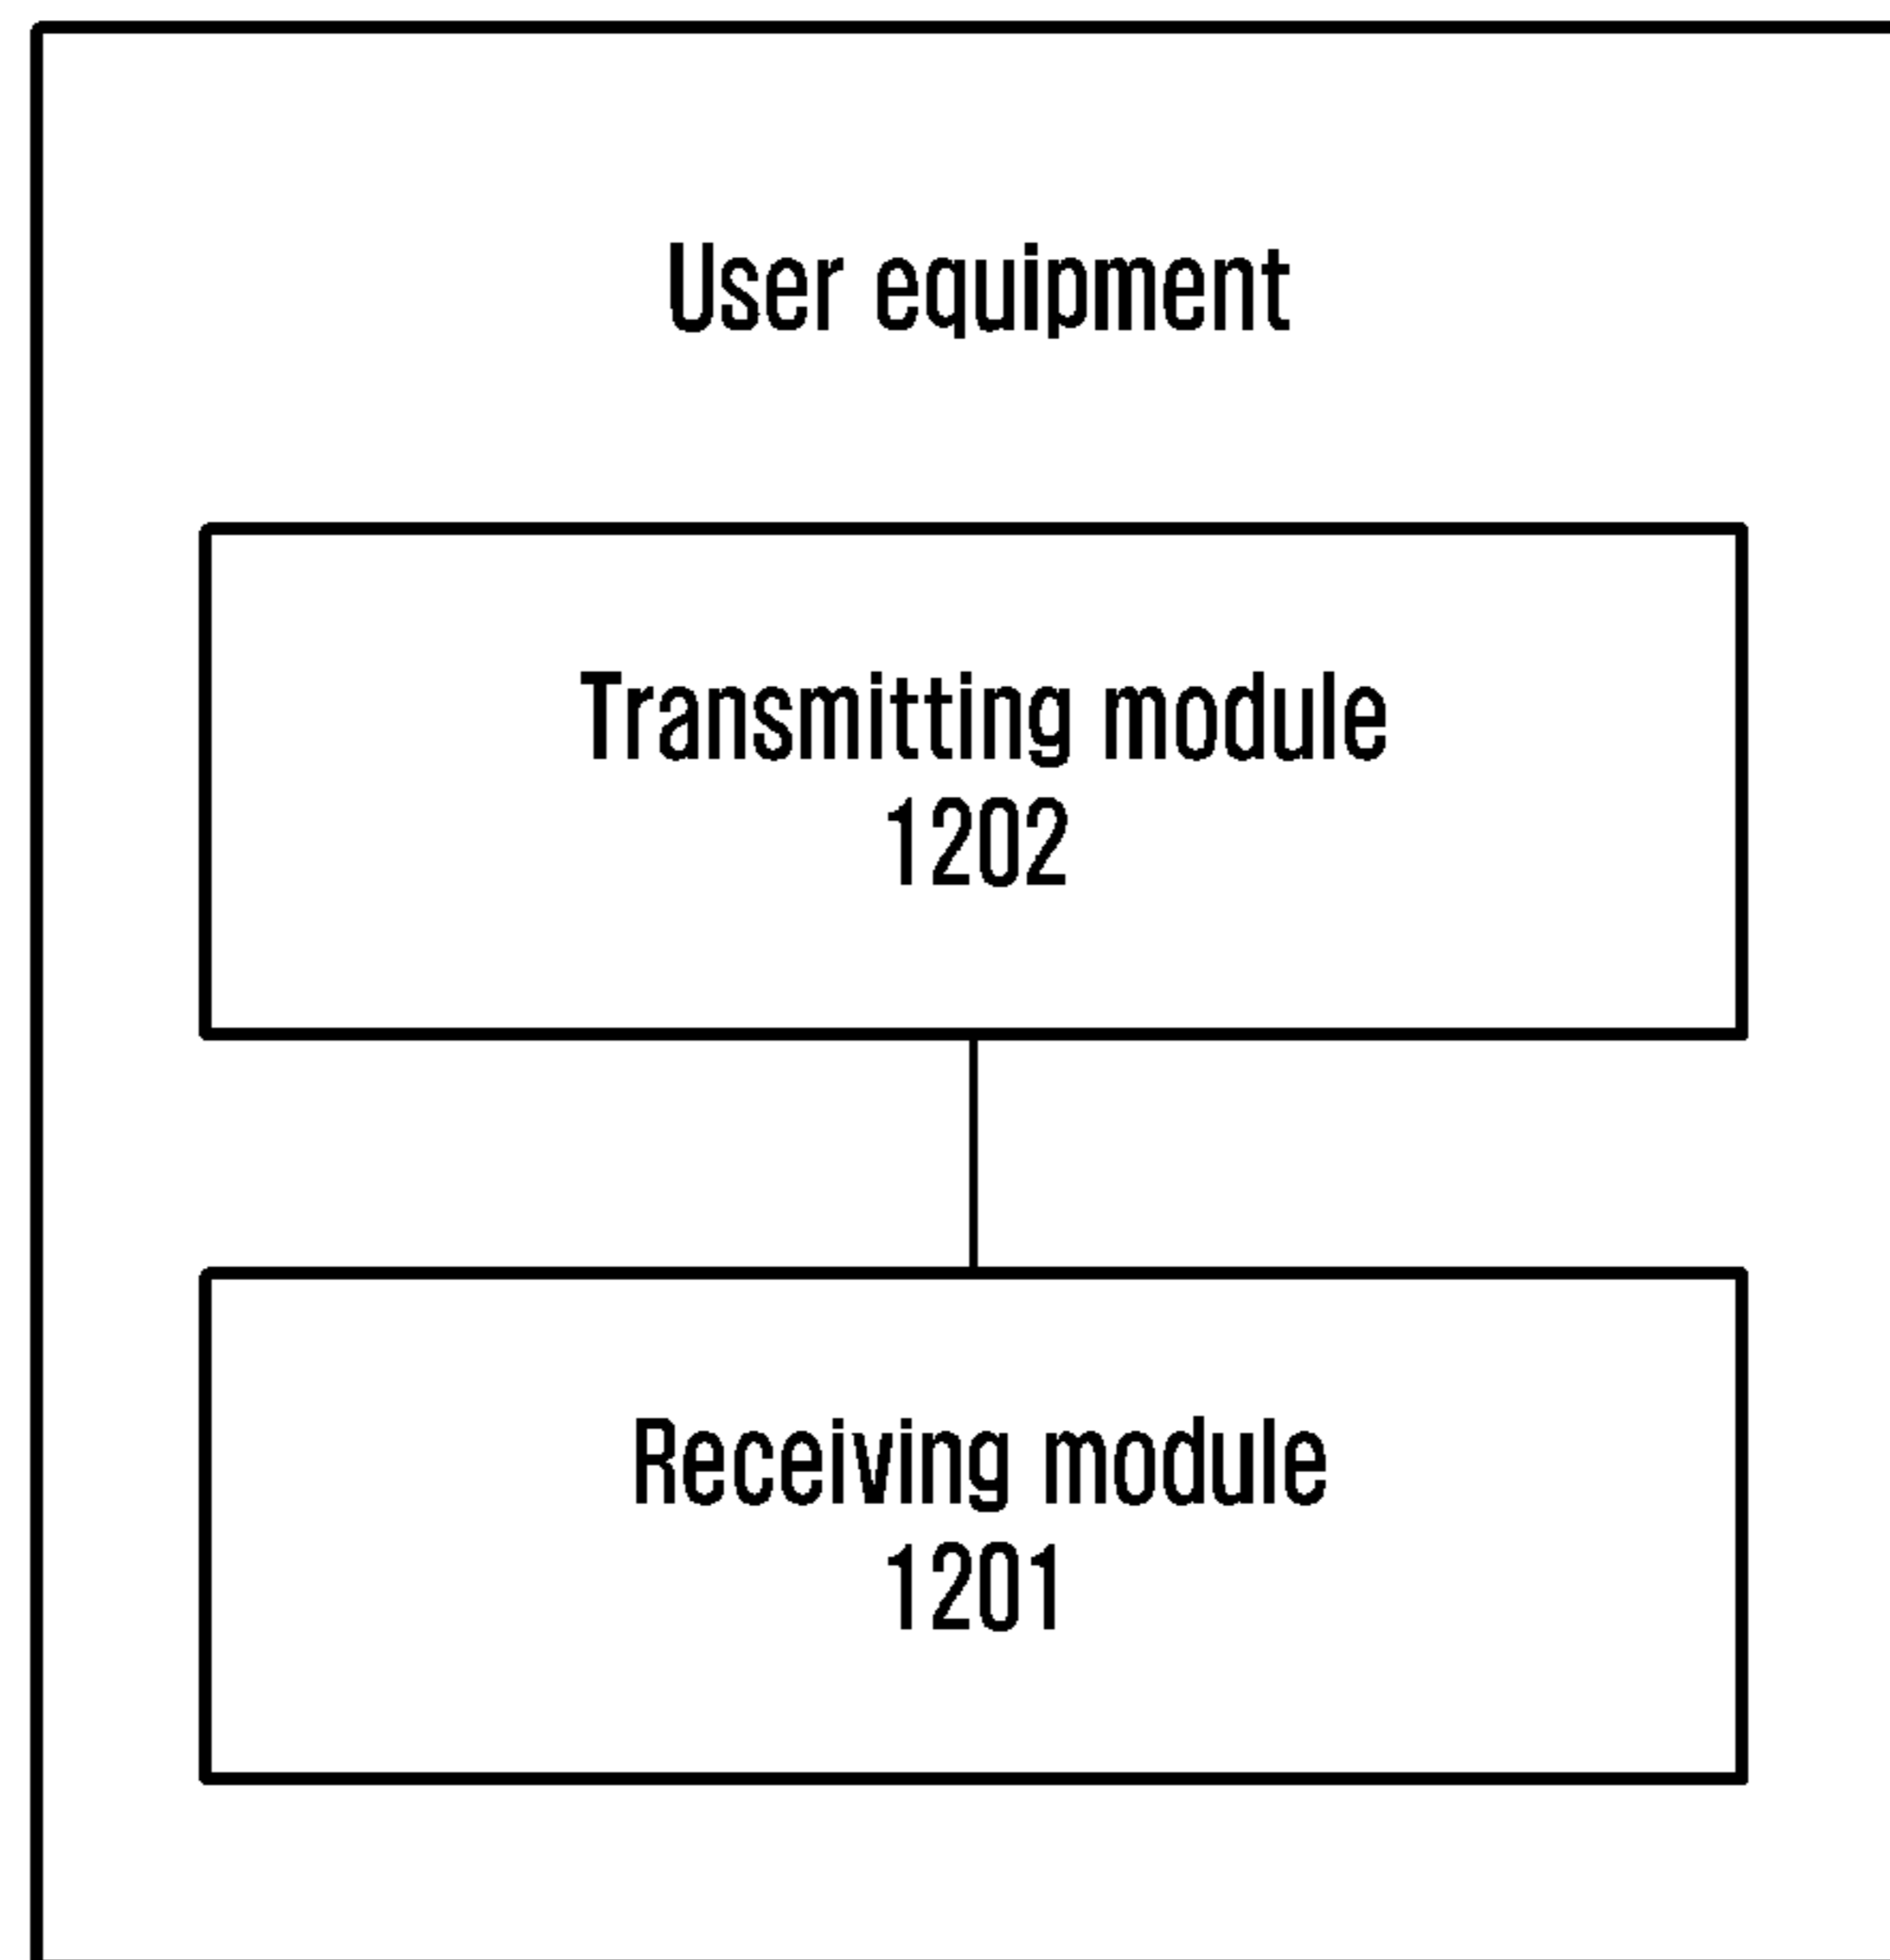 User equipment
Transmitting module
1202
Receiving module
1201